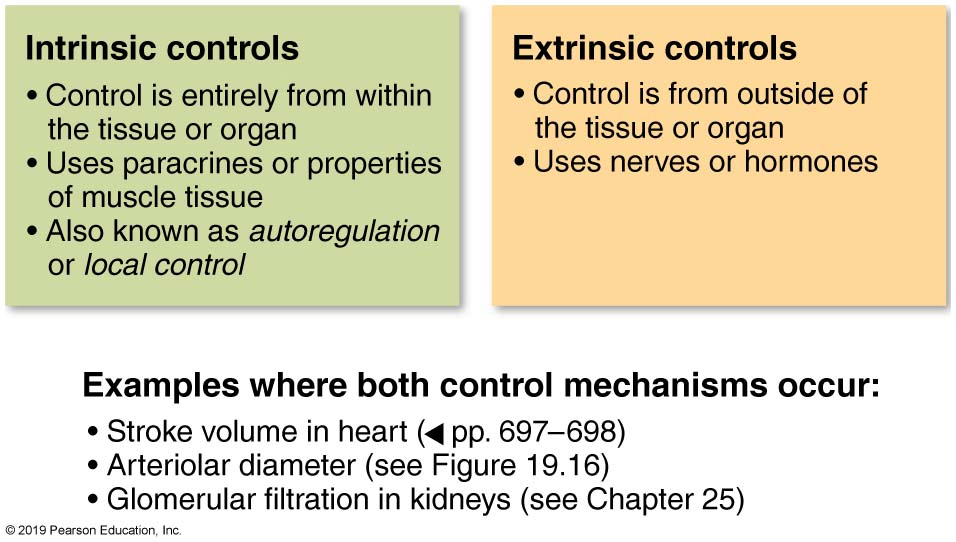 Intrinsic controls
• Control is entirely from within
the tissue or organ
• Uses paracrines or properties
of muscle tissue
• Also known as autoregulation
or local control
Extrinsic controls
• Control is from outside of
the tissue or organ
• Uses nerves or hormones
Examples where both control mechanisms occur:
• Stroke volume in heart (◀ pp. 697–698)
• Arteriolar diameter (see Figure 19.16)
• Glomerular filtration in kidneys (see Chapter 25)
© 2019 Pearson Education, Inc.